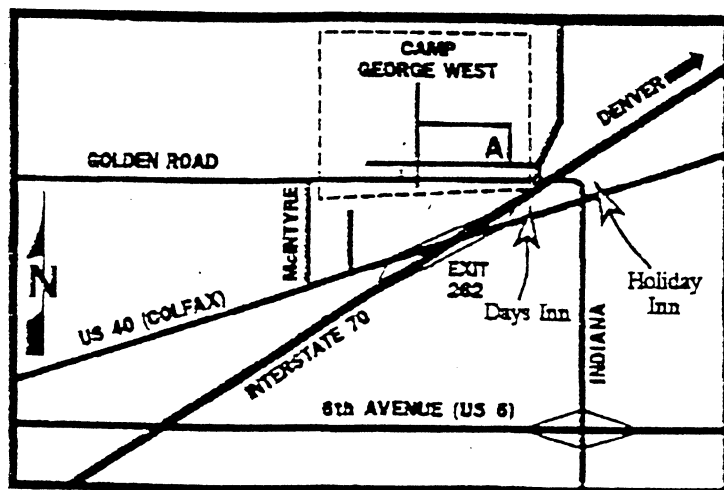 CAMP
GEORGE WEST
DENVER
A
GOLDEN ROAD
McINTYRE
N
EXIT
262
Holiday
Inn
Days Inn
US 40 (COLFAX)
INTERSTATE 70
INDIANA
6th AVENUE (US 6)